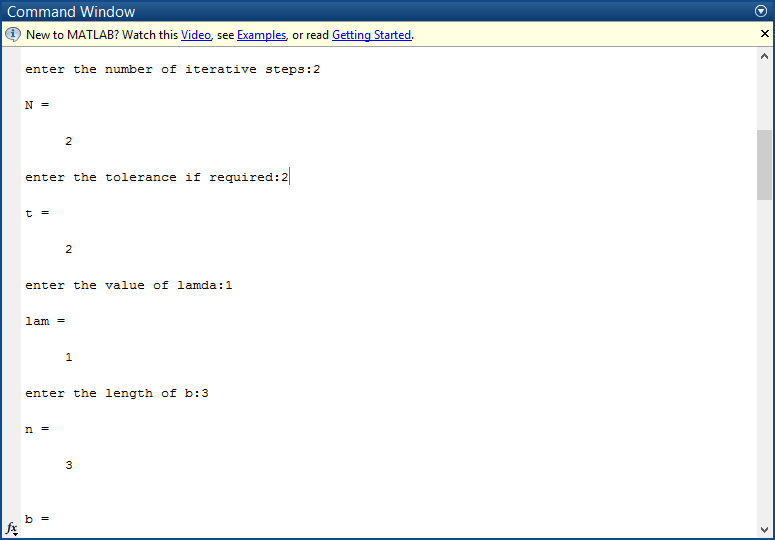 Command Window
New to MATLAB? Watch this Video, see Examples, or read Getting Started.
enter the number of iterative steps:2
N =
2
enter the tolerance if required:2
t =
2
enter the value of lamda:1
lam =
1
enter the length of b:3
n =
3
b =
fx